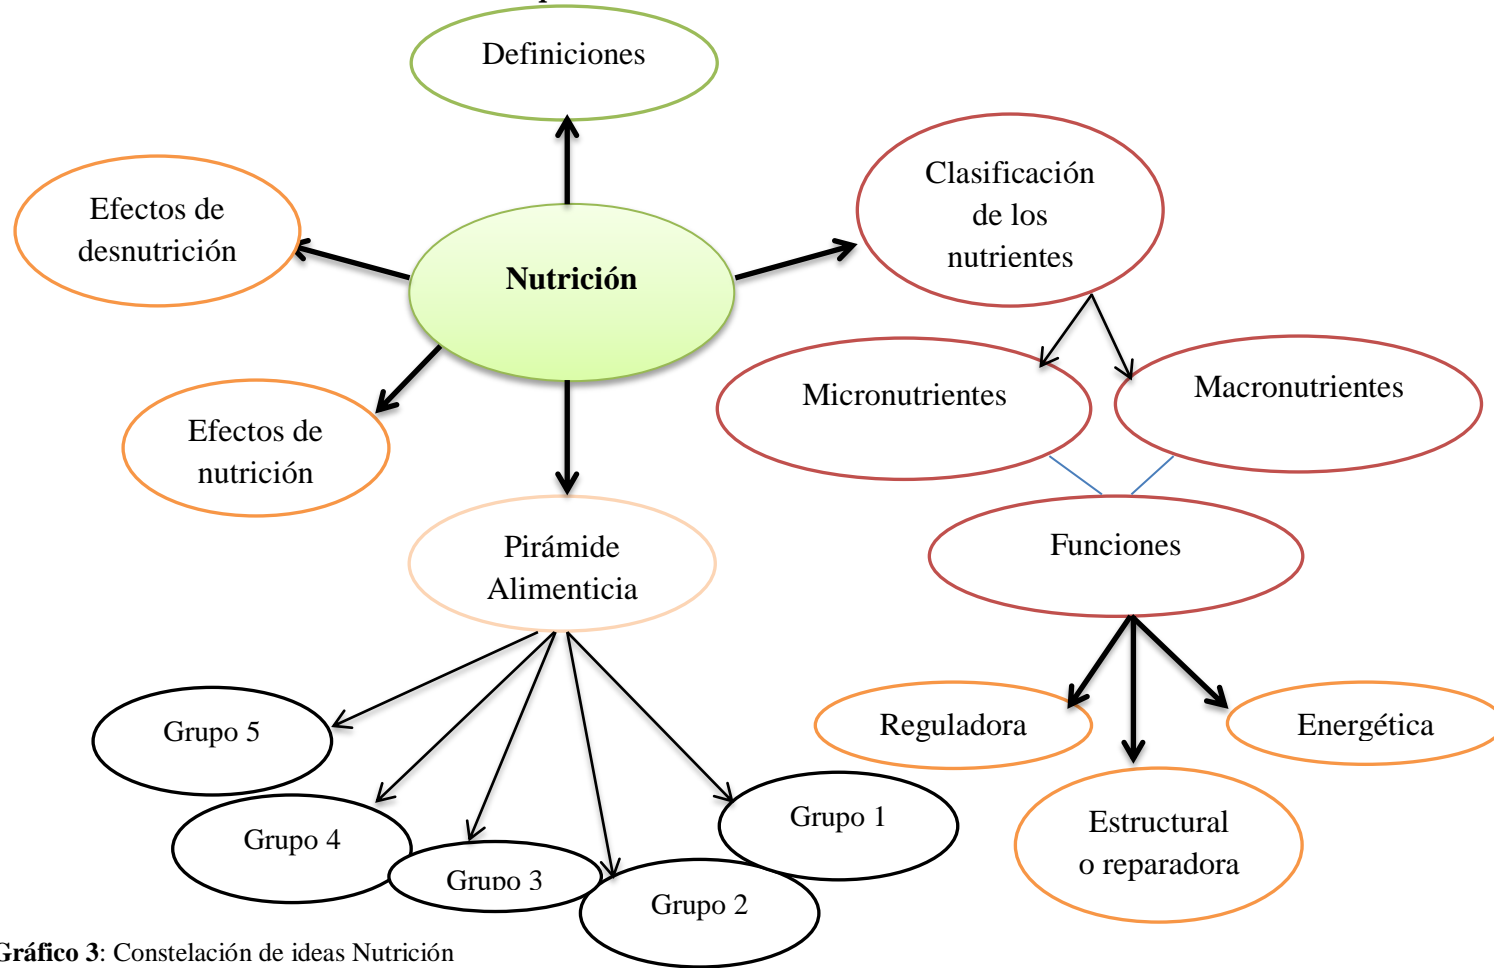 Definiciones
Clasificación
de los
nutrientes
Efectos de
desnutrición
Nutrición
Micronutrientes
Macronutrientes
Efectos de
nutrición
Pirámide
Alimenticia
Funciones
Grupo 5
Grupo 4
Grupo 3
Grupo 2
Grupo 1
Reguladora
Energética
Estructural
o reparadora
Gráfico 3: Constelación de ideas Nutrición